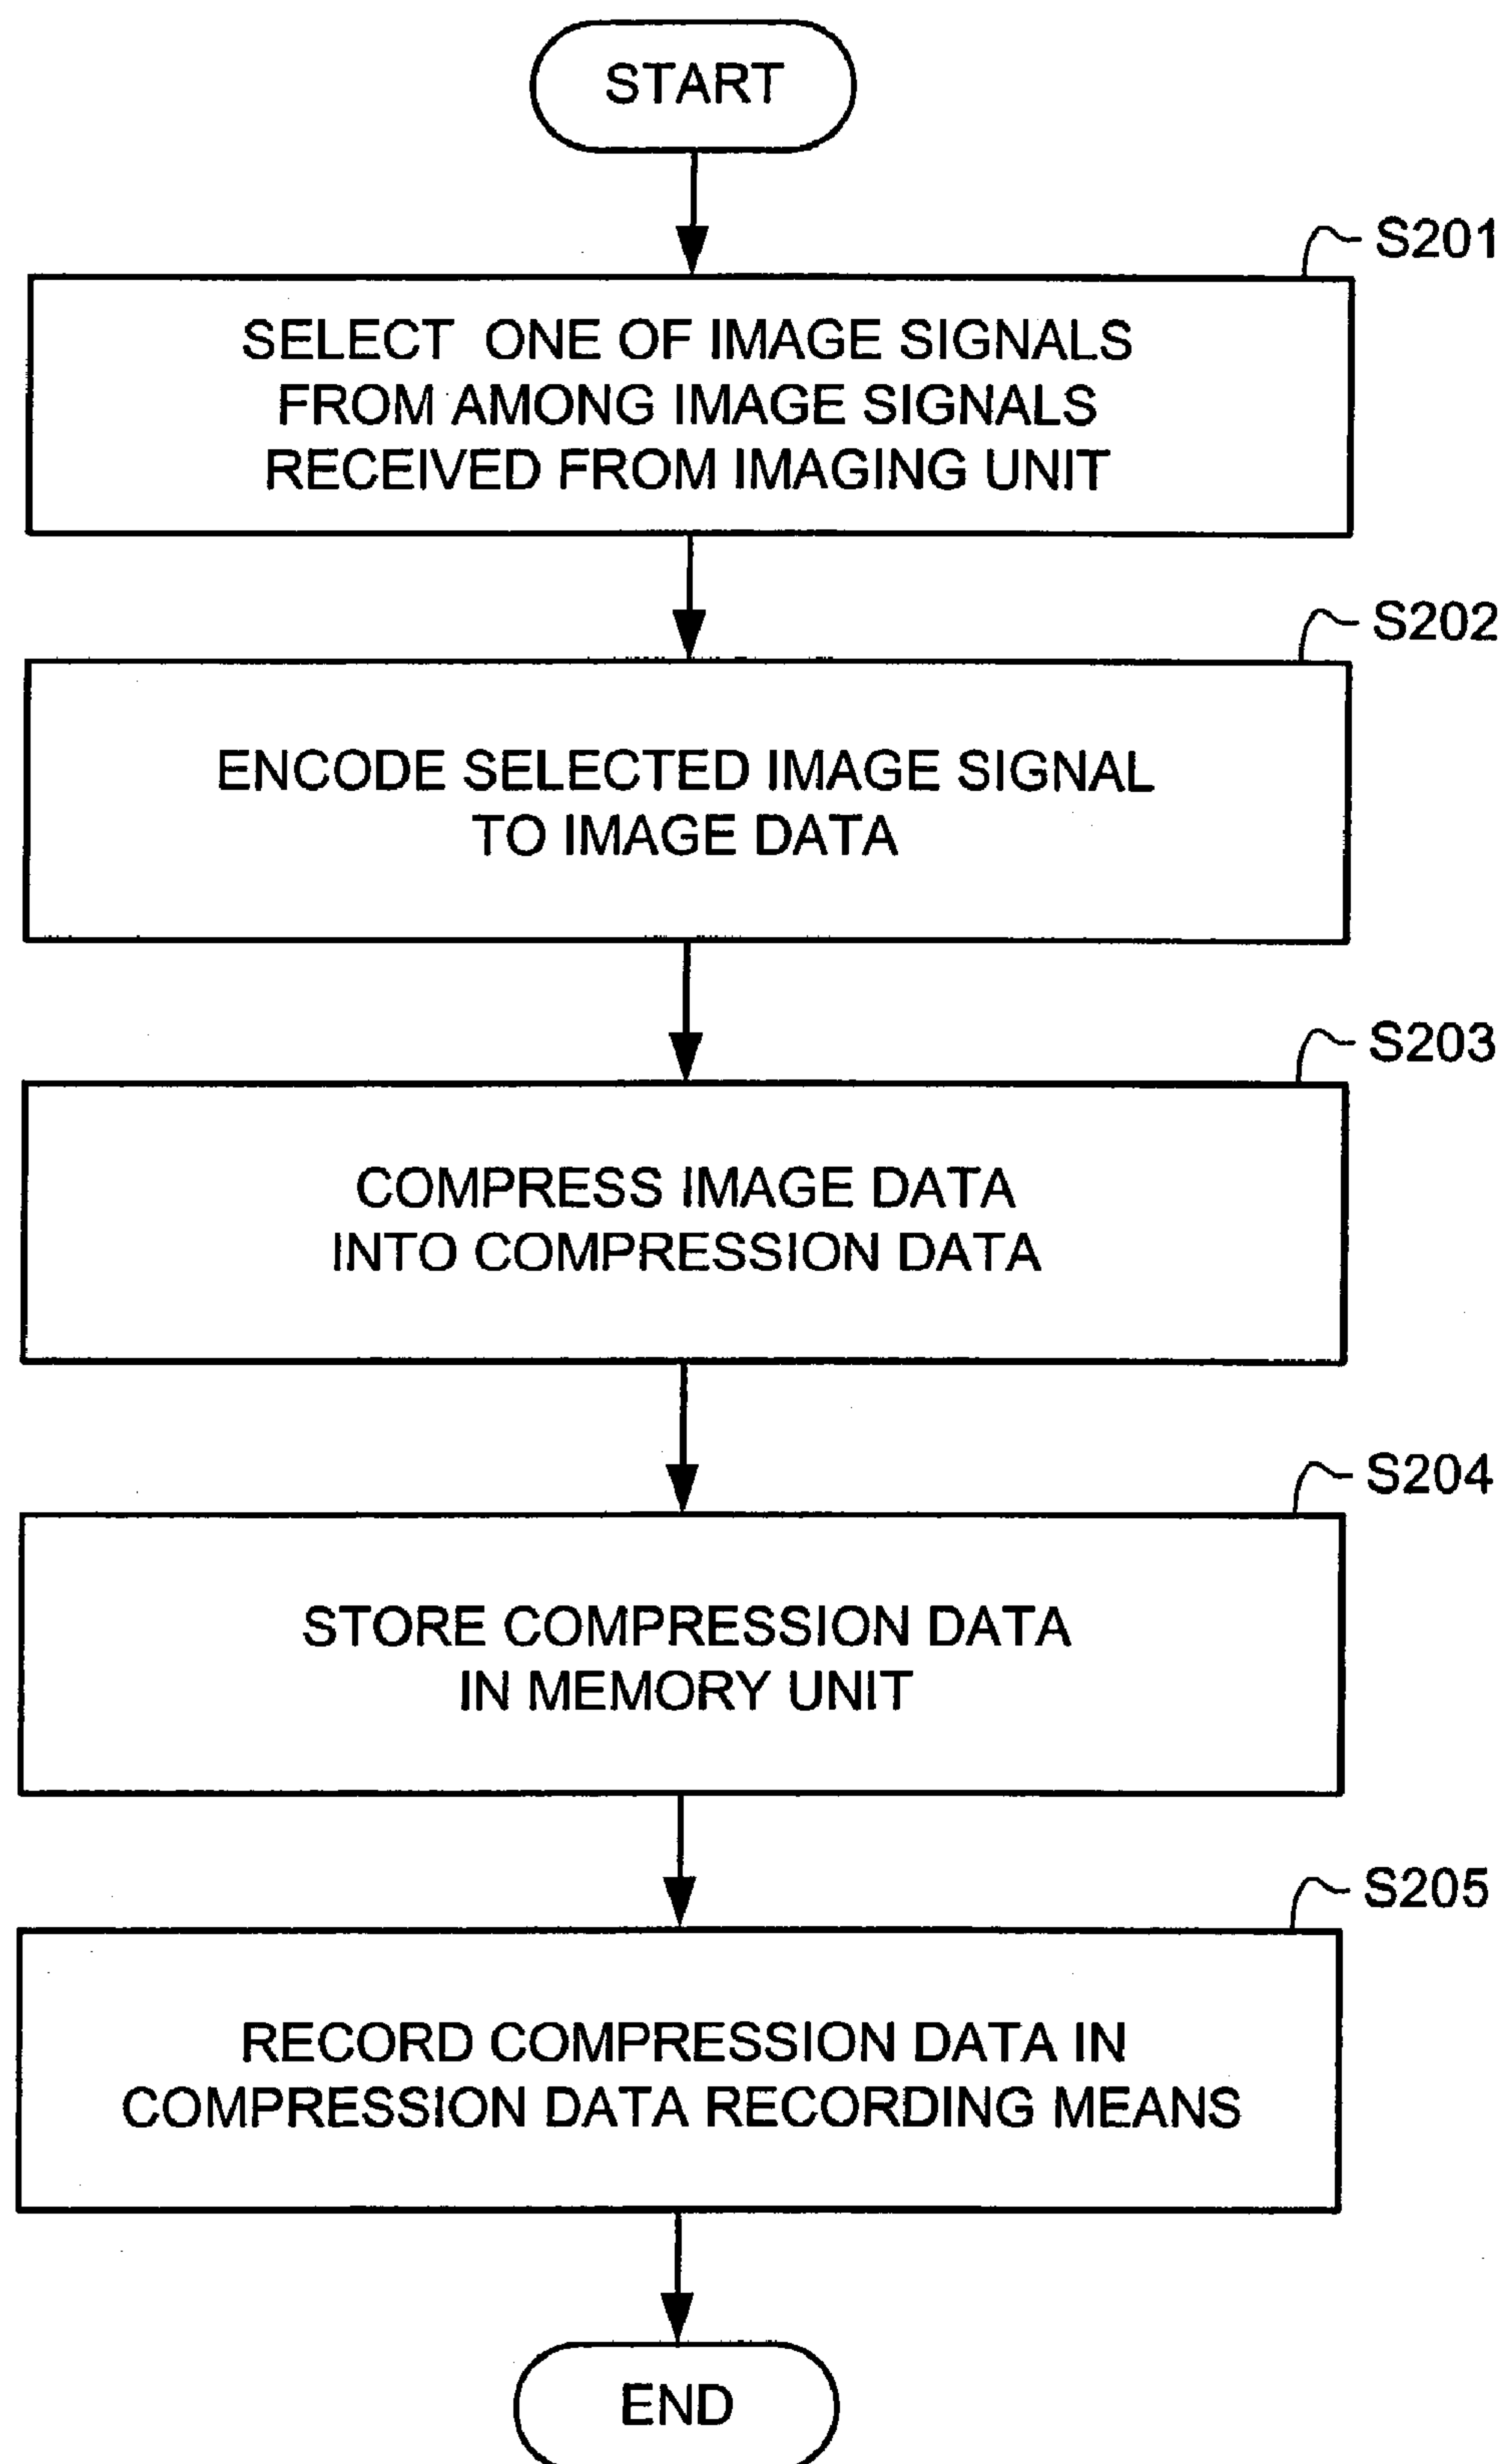 START
S201
SELECT ONE OF IMAGE SIGNALS
FROM AMONG IMAGE SIGNALS
RECEIVED FROM IMAGING UNIT
S202
ENCODE SELECTED IMAGE SIGNAL
TO IMAGE DATA
S203
COMPRESS IMAGE DATA
INTO COMPRESSION DATA
S204
STORE COMPRESSION DATA
IN MEMORY UNIT
S205
RECORD COMPRESSION DATA IN
COMPRESSION DATA RECORDING MEANS
END